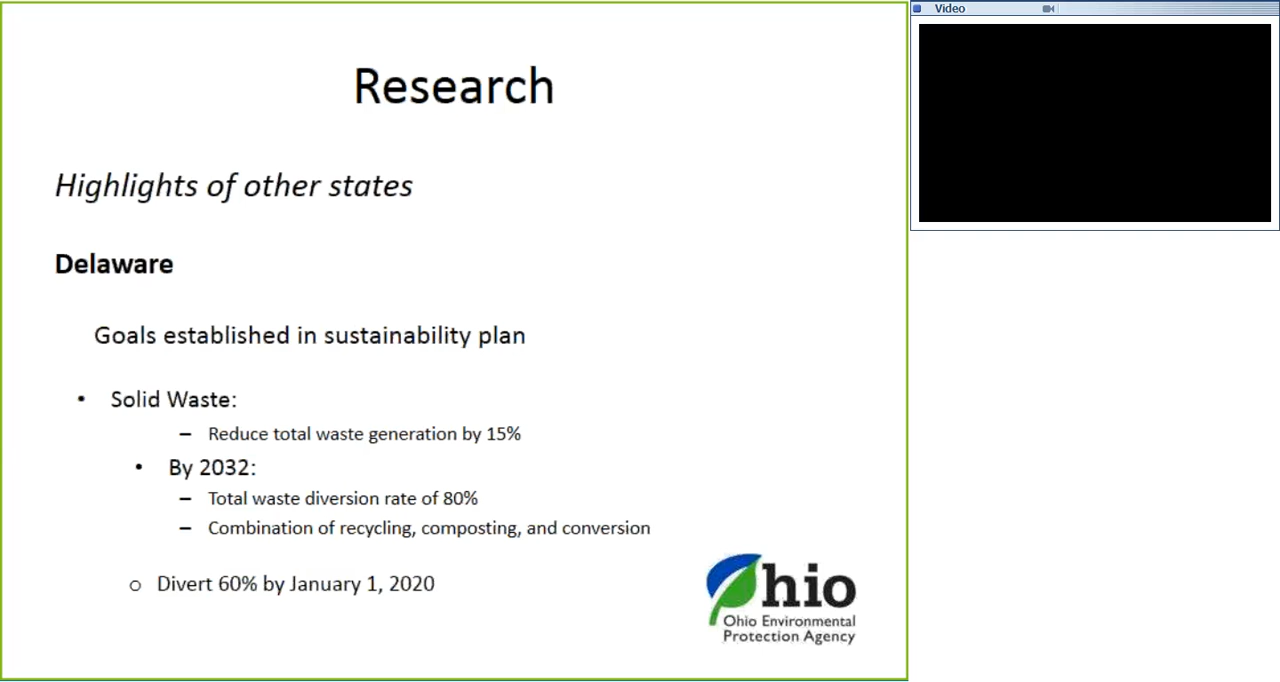 Research
Highlights of other states
Delaware
Goals established in sustainability plan
• Solid Waste:
– Reduce total waste generation by 15%
• By 2032:
– Total waste diversion rate of 80%
– Combination of recycling, composting, and conversion
o Divert 60% by January 1, 2020
Ohio
Ohio Environmental
Protection Agency
Video